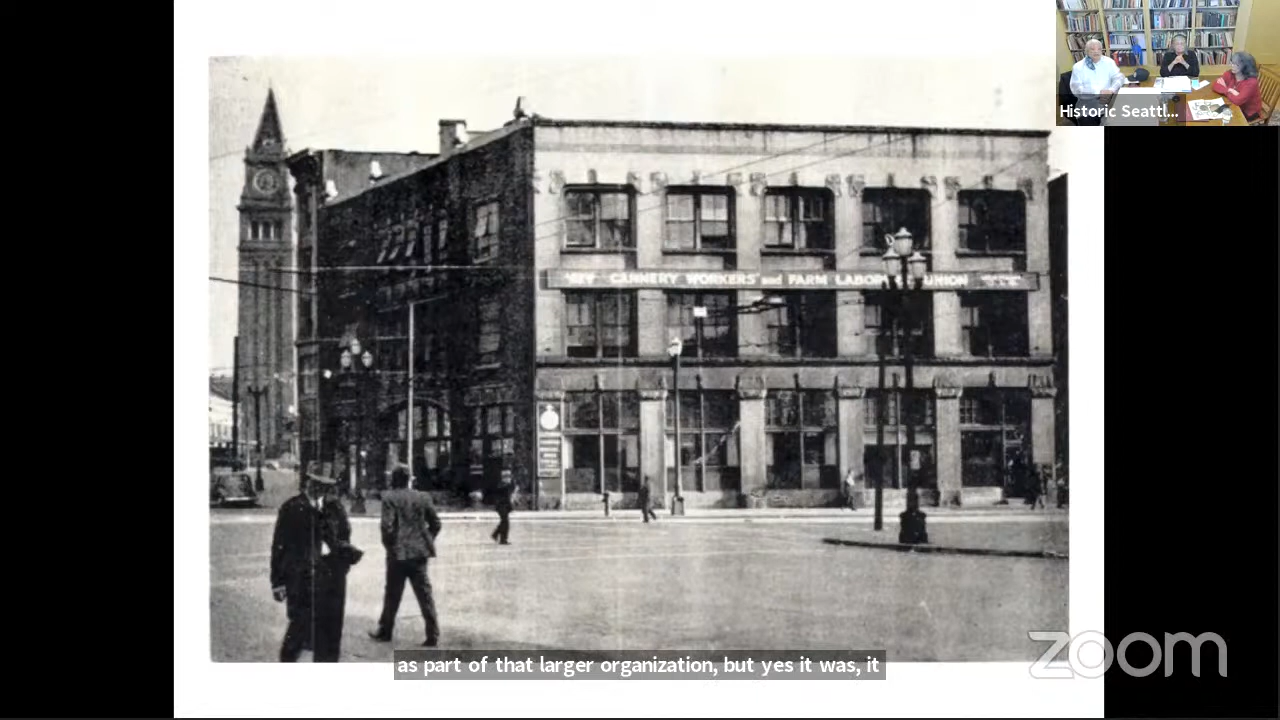 Historic Seattl...
CANNERY WORKERS' and FARM LABOR UNION
as part of that larger organization, but yes it was, it
zoom